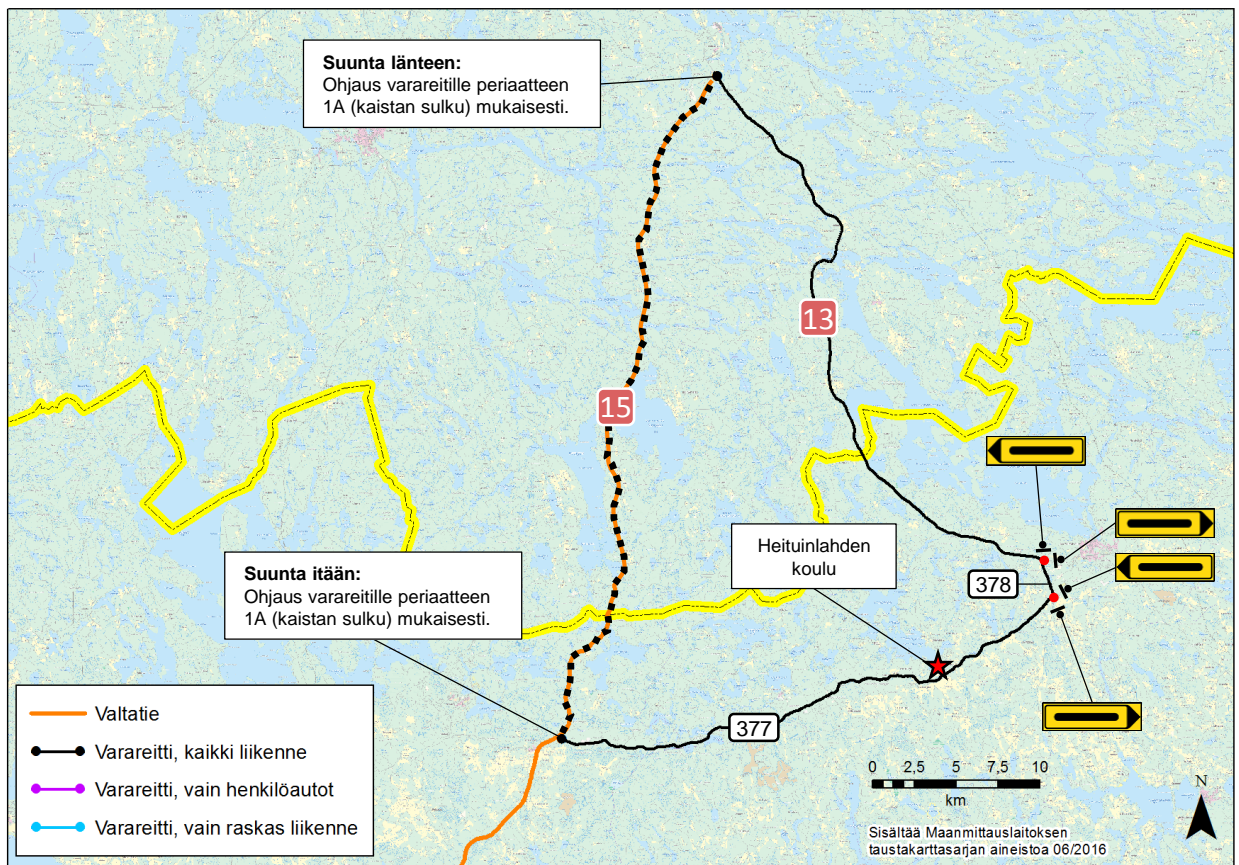 Suunta länteen:
Ohjaus varareitille periaatteen
1A (kaistan sulku) mukaisesti.
13
15
Heituinlahden
koulu
378
Suunta itään:
Ohjaus varareitille periaatteen
1A (kaistan sulku) mukaisesti.
377
Valtatie
Varareitti, kaikki liikenne
Varareitti, vain henkilöautot
Varareitti, vain raskas liikenne
0 2,5 5 7,5 10
km
N
Sisältää Maanmittauslaitoksen
taustakarttasarjan aineistoa 06/2016